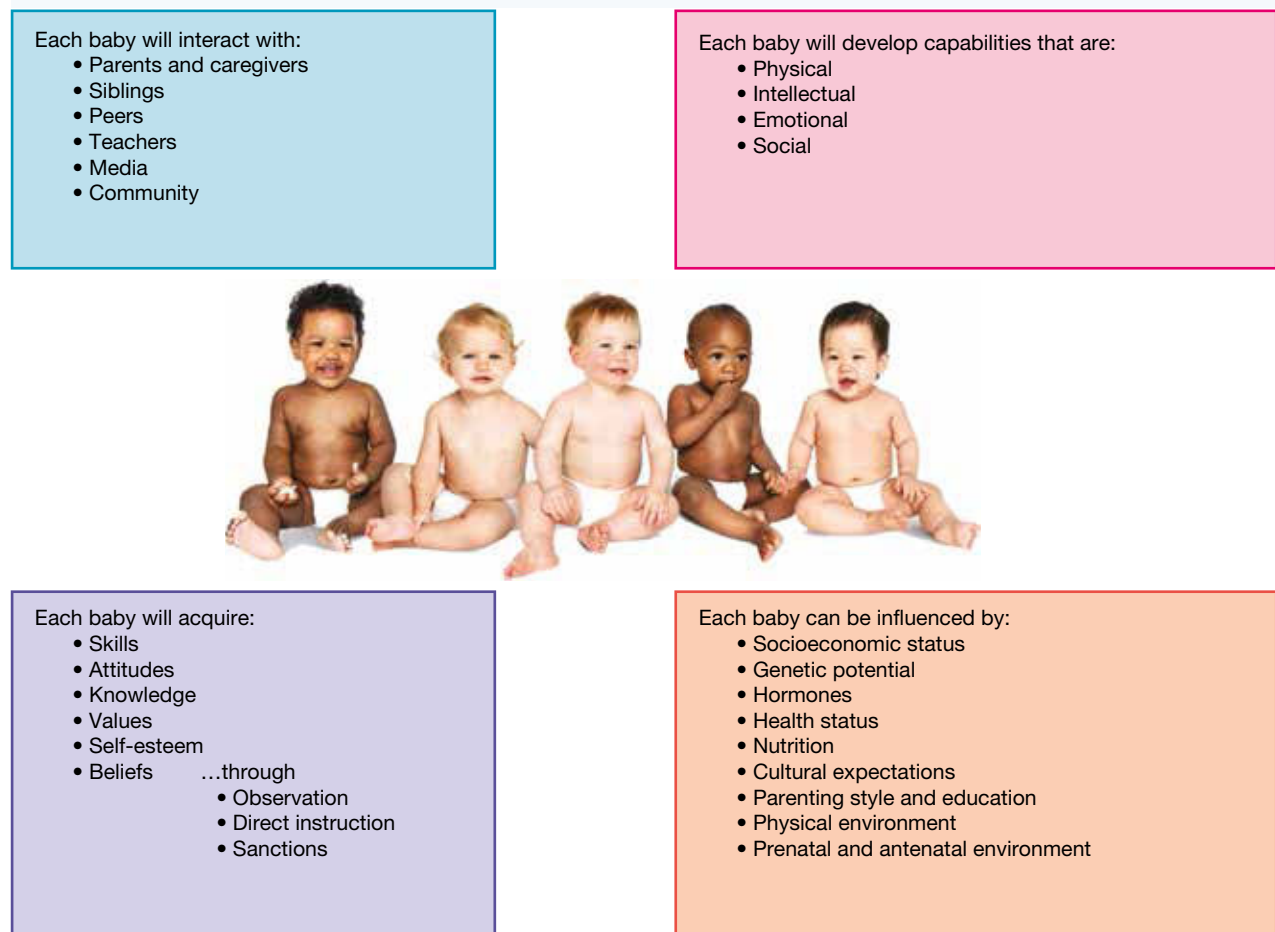 Each baby will interact with:
• Parents and caregivers
• Siblings
• Peers
• Teachers
• Media
• Community
Each baby will develop capabilities that are:
• Physical
• Intellectual
• Emotional
• Social
Each baby will acquire:
• Skills
• Attitudes
• Knowledge
• Values
• Self-esteem
• Beliefs …through
• Observation
• Direct instruction
• Sanctions
Each baby can be influenced by:
• Socioeconomic status
• Genetic potential
• Hormones
• Health status
• Nutrition
• Cultural expectations
• Parenting style and education
• Physical environment
• Prenatal and antenatal environment